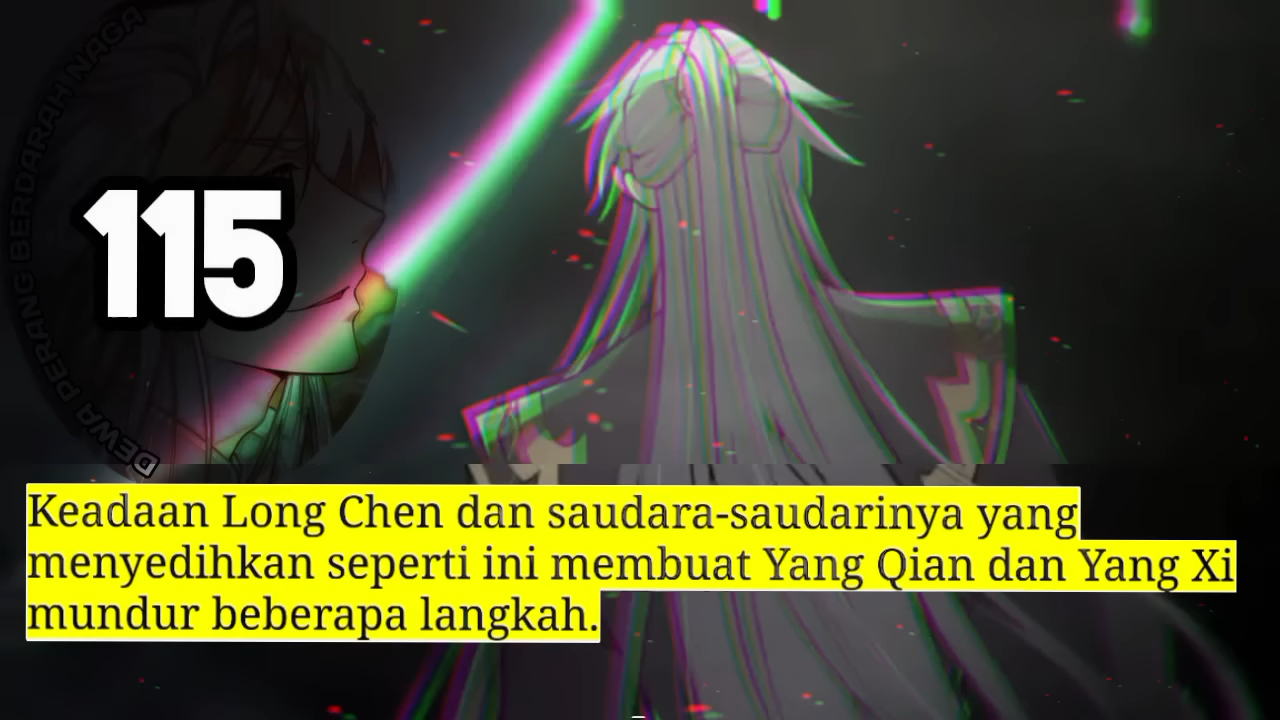 DEWA PERANG BERDARAH NAGA
115
Keadaan Long Chen dan saudara-saudarinya yang
menyedihkan seperti ini membuat Yang Qian dan Yang Xi
mundur beberapa langkah.